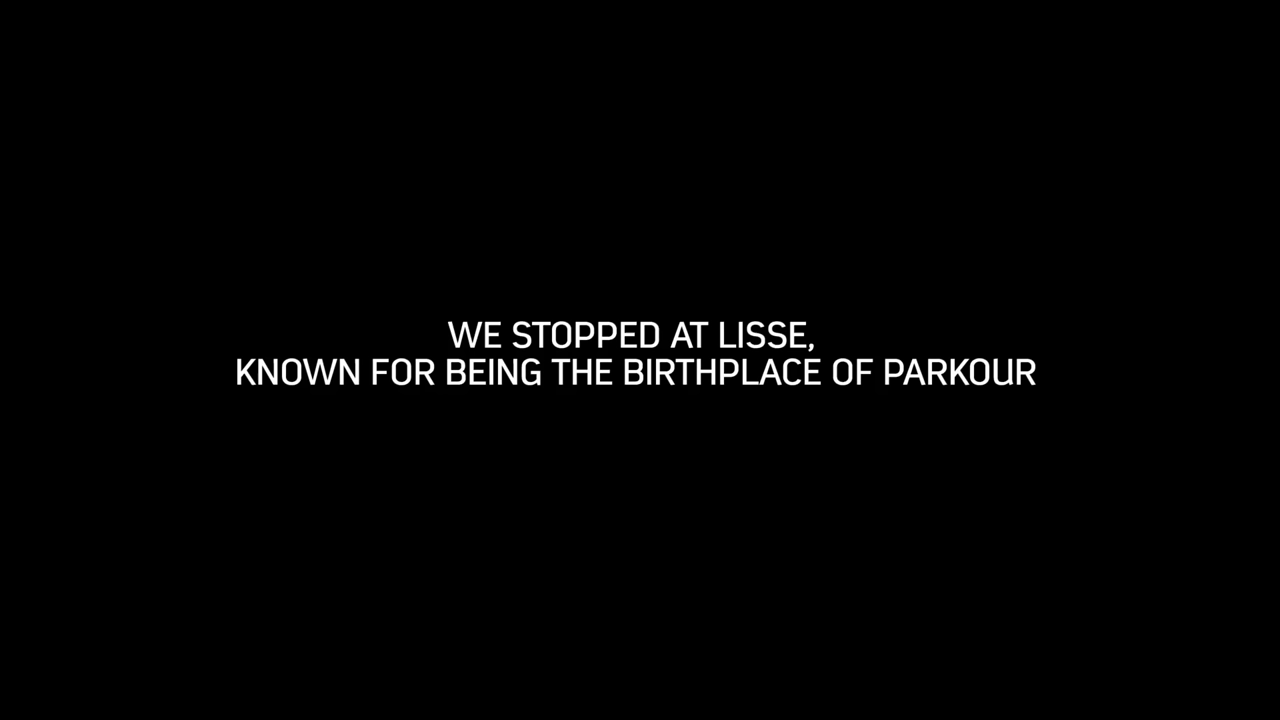 WE STOPPED AT LISSE,
KNOWN FOR BEING THE BIRTHPLACE OF PARKOUR